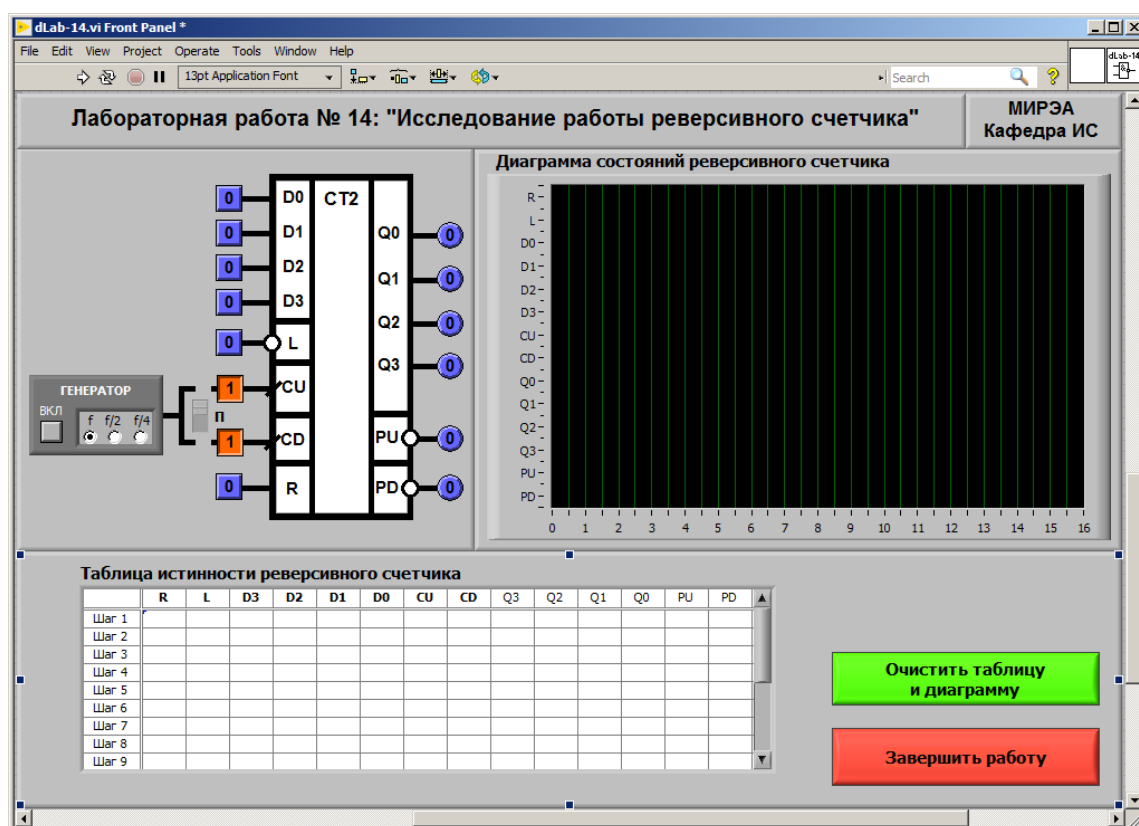 dLab-14.vi Front Panel *
File Edit View Project Operate Tools Window Help
13pt Application Font
Search
dLab-14
Лабораторная работа № 14: "Исследование работы реверсивного счетчика"
МИРЭА
Кафедра ИС
Диаграмма состояний реверсивного счетчика
0 D0 CT2
0 D1 Q0 0
0 D2 Q1 0
0 D3 Q2 0
0 L Q3 0
ГЕНЕРАТОР
ВКЛ
f f/2 f/4
П
1 CU
1 CD PU 0
0 R PD 0
R
L
D0
D1
D2
D3
CU
CD
Q0
Q1
Q2
Q3
PU
PD
0 1 2 3 4 5 6 7 8 9 10 11 12 13 14 15 16
Таблица истинности реверсивного счетчика
R L D3 D2 D1 D0 CU CD Q3 Q2 Q1 Q0 PU PD
Шаг 1
Шаг 2
Шаг 3
Шаг 4
Шаг 5
Шаг 6
Шаг 7
Шаг 8
Шаг 9
Очистить таблицу
и диаграмму
Завершить работу